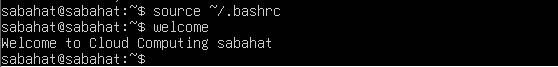 sabahat@sabahat:~$ source ~/.bashrc
sabahat@sabahat:~$ welcome
Welcome to Cloud Computing sabahat
sabahat@sabahat:~$